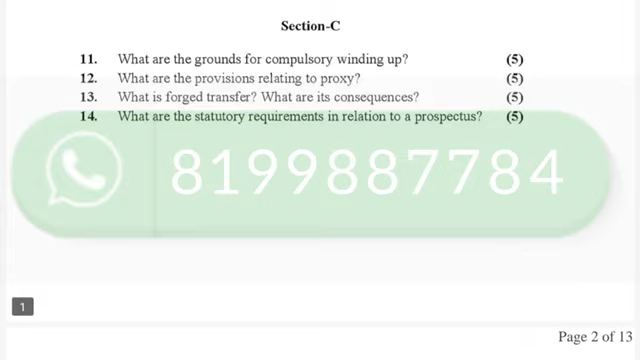 Section-C
11. What are the grounds for compulsory winding up? (5)
12. What are the provisions relating to proxy? (5)
13. What is forged transfer? What are its consequences? (5)
14. What are the statutory requirements in relation to a prospectus? (5)
8199887784
1
Page 2 of 13